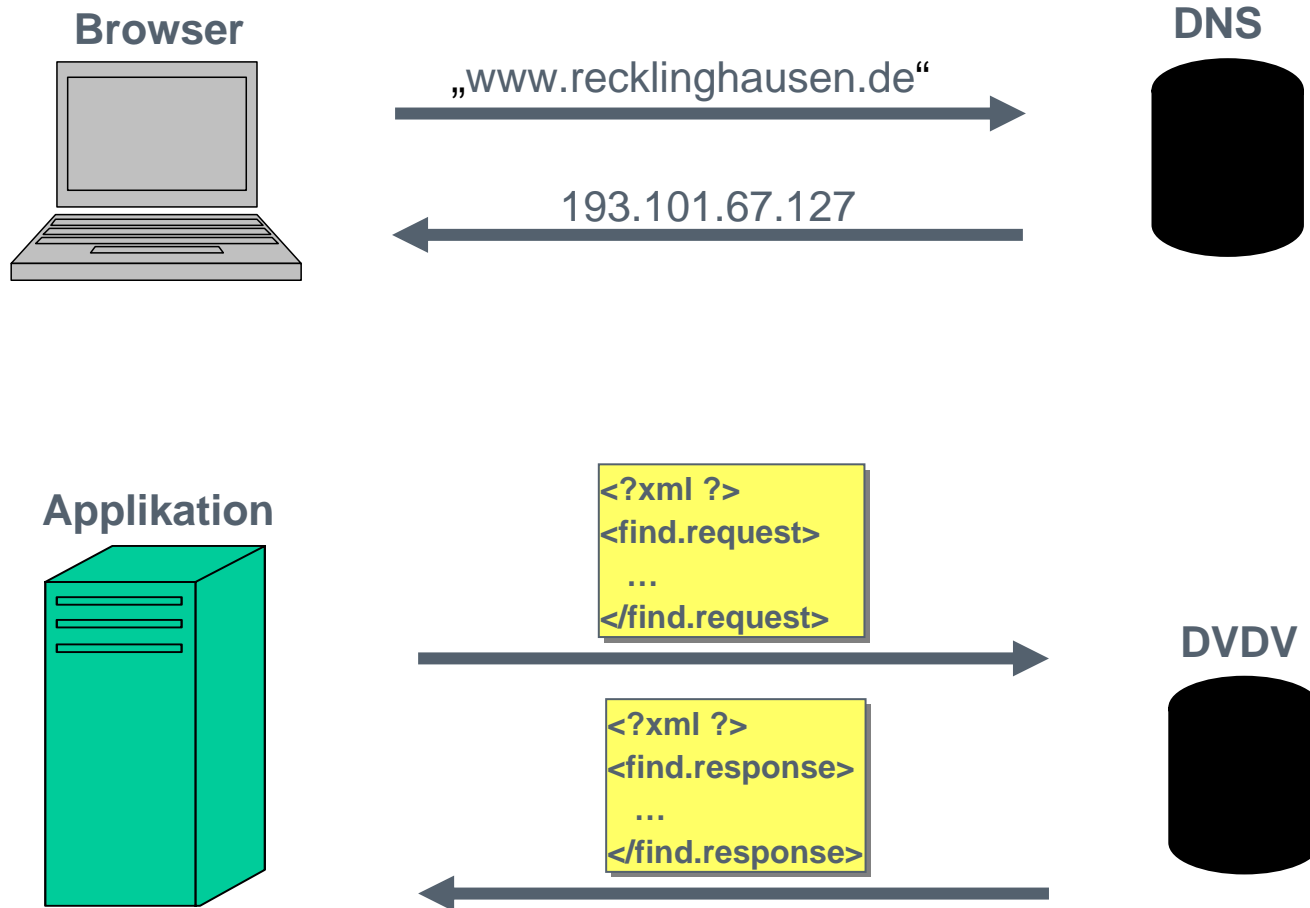 Browser
DNS
„www.recklinghausen.de“
193.101.67.127
Applikation
<?xml ?>
<find.request>
…
</find.request>
DVDV
<?xml ?>
<find.response>
…
</find.response>